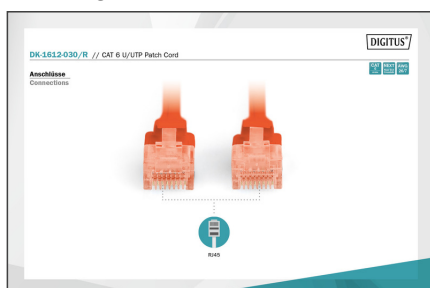 DIGITUS®
DK-1612-030/R // CAT 6 U/UTP Patch Cord
Anschlüsse
Connections
RJ45